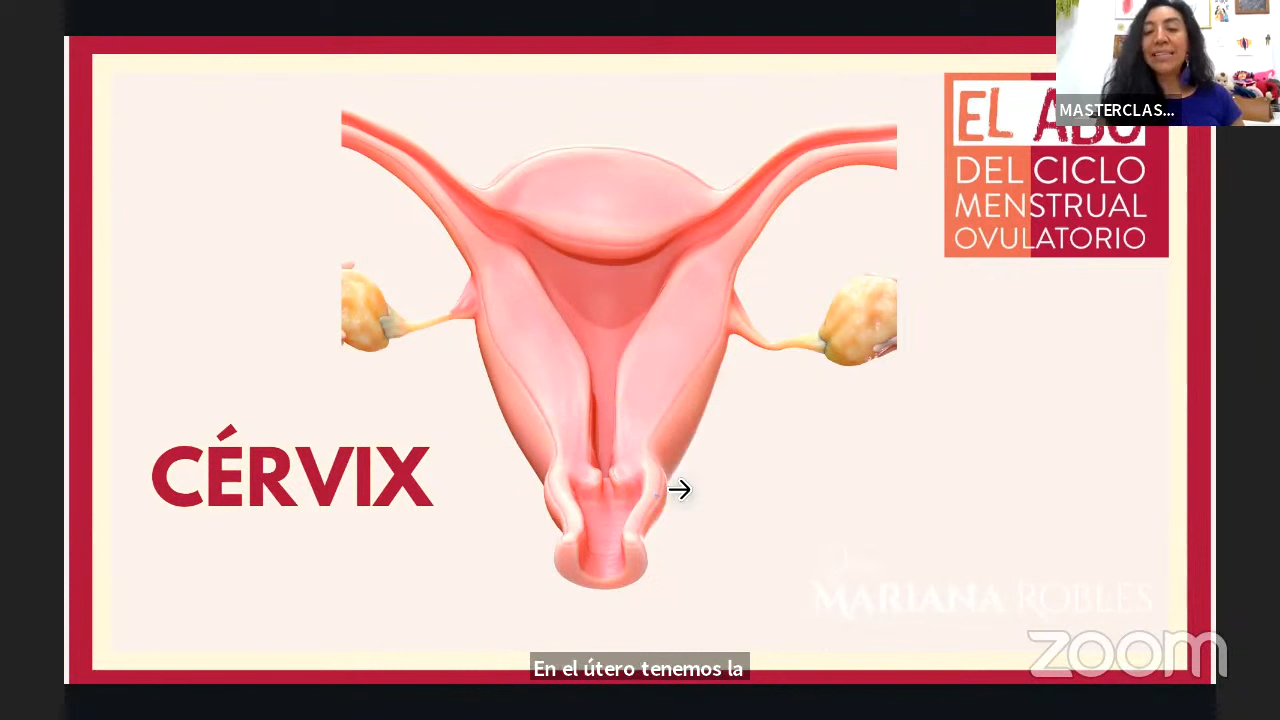 MASTERCLAS...
EL ABC
DEL CICLO
MENSTRUAL
OVULATORIO
CÉRVIX
MARIANA ROBLES
zoom
En el útero tenemos la